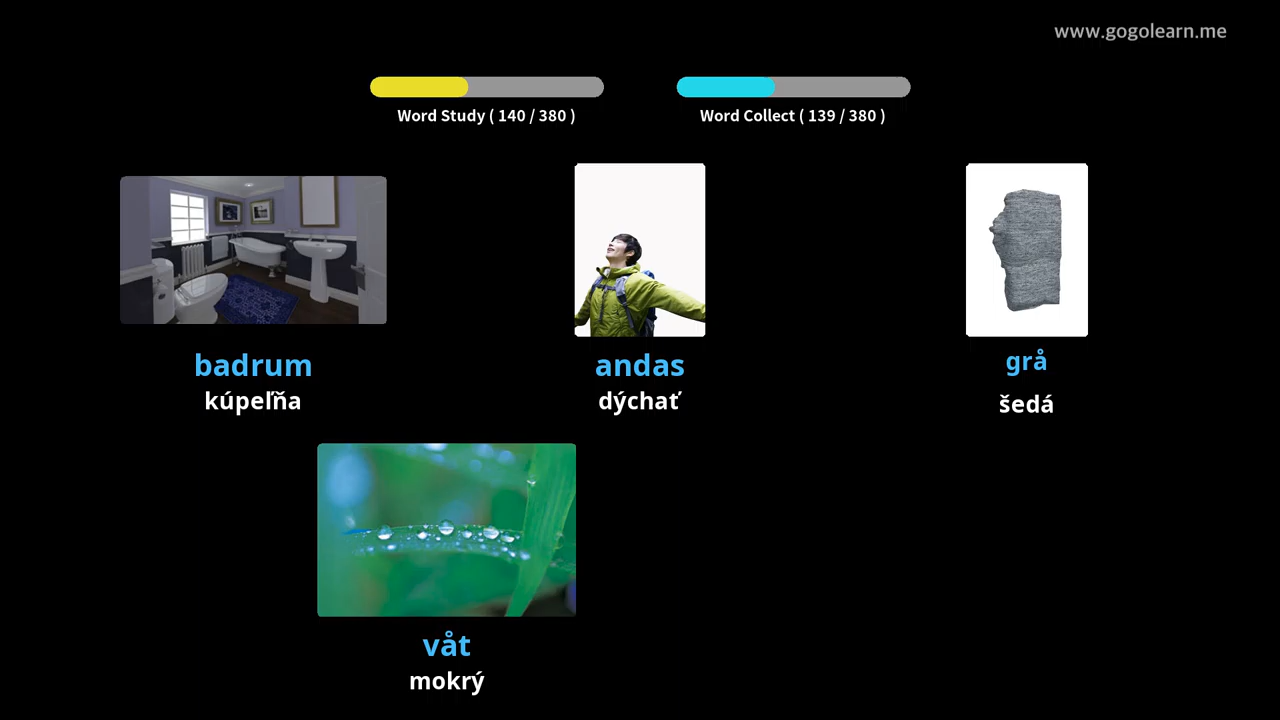 www.gogolearn.me
Word Study ( 140 / 380 )
Word Collect ( 139 / 380 )
badrum
kúpeľňa
andas
dýchať
grå
šedá
våt
mokrý